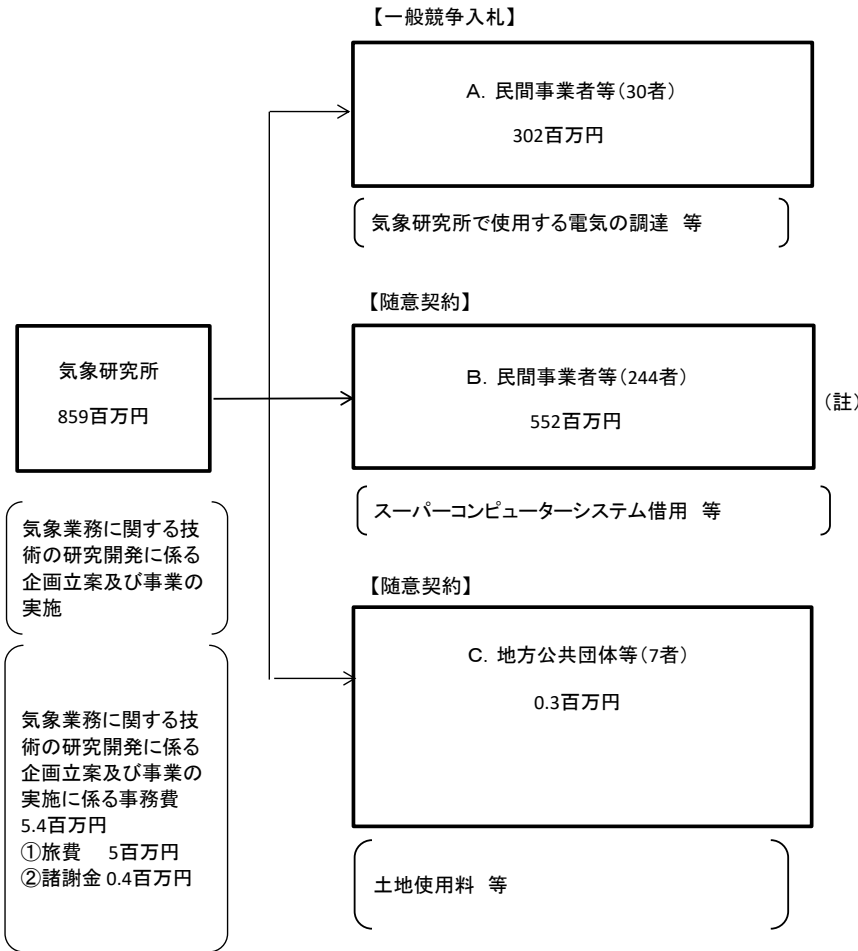 【一般競争入札】
A. 民間事業者等(30者)
302百万円
気象研究所で使用する電気の調達 等
【随意契約】
気象研究所
859百万円
B. 民間事業者等(244者)
552百万円
(註)
スーパーコンピューターシステム借用 等
気象業務に関する技
術の研究開発に係る
企画立案及び事業の
実施
【随意契約】
C. 地方公共団体等(7者)
0.3百万円
気象業務に関する技
術の研究開発に係る
企画立案及び事業の
実施に係る事務費
5.4百万円
①旅費 5百万円
②諸謝金 0.4百万円
土地使用料 等